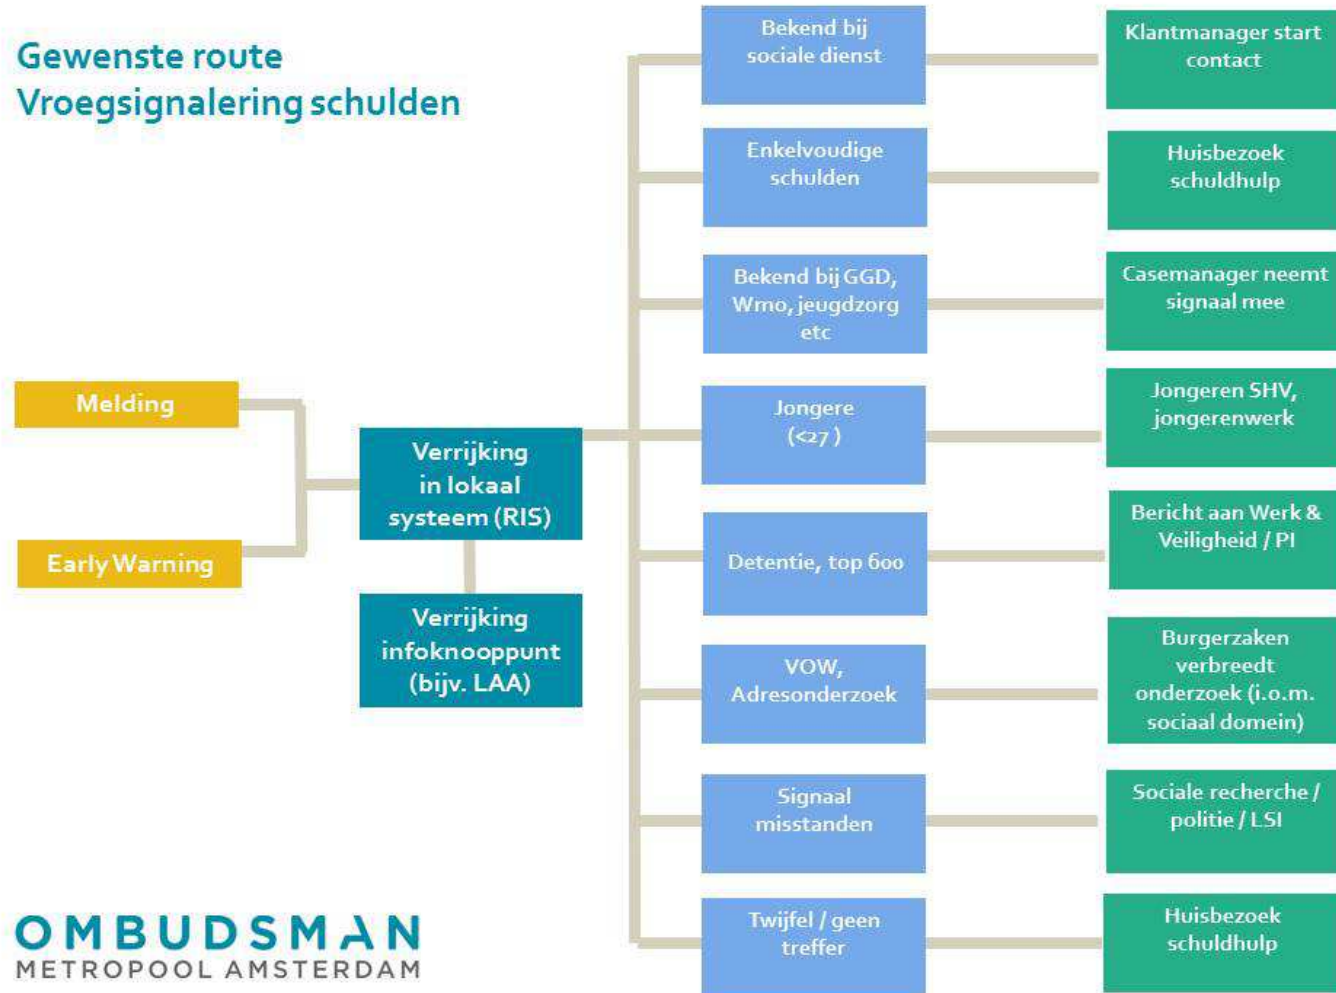 Gewenste route
Vroegsignalering schulden
Melding
Early Warning
Verrijking
in lokaal
systeem (RIS)
Verrijking
infoknooppunt
(bijv. LAA)
Bekend bij
sociale dienst
Klantmanager start
contact
Enkelvoudige
schulden
Huisbezoek
schuldhulp
Bekend bij GGD,
Wmo, jeugdzorg
etc
Casemanager neemt
signaal mee
Jongere
(<27 )
Jongeren SHV,
jongerenwerk
Detentie, top 600
Bericht aan Werk &
Veiligheid / PI
VOW,
Adresonderzoek
Burgerzaken
verbreedt
onderzoek (i.o.m.
sociaal domein)
Signaal
misstanden
Sociale recherche /
politie / LSI
Twijfel / geen
treffer
Huisbezoek
schuldhulp
OMBUDSMAN
METROPOOL AMSTERDAM